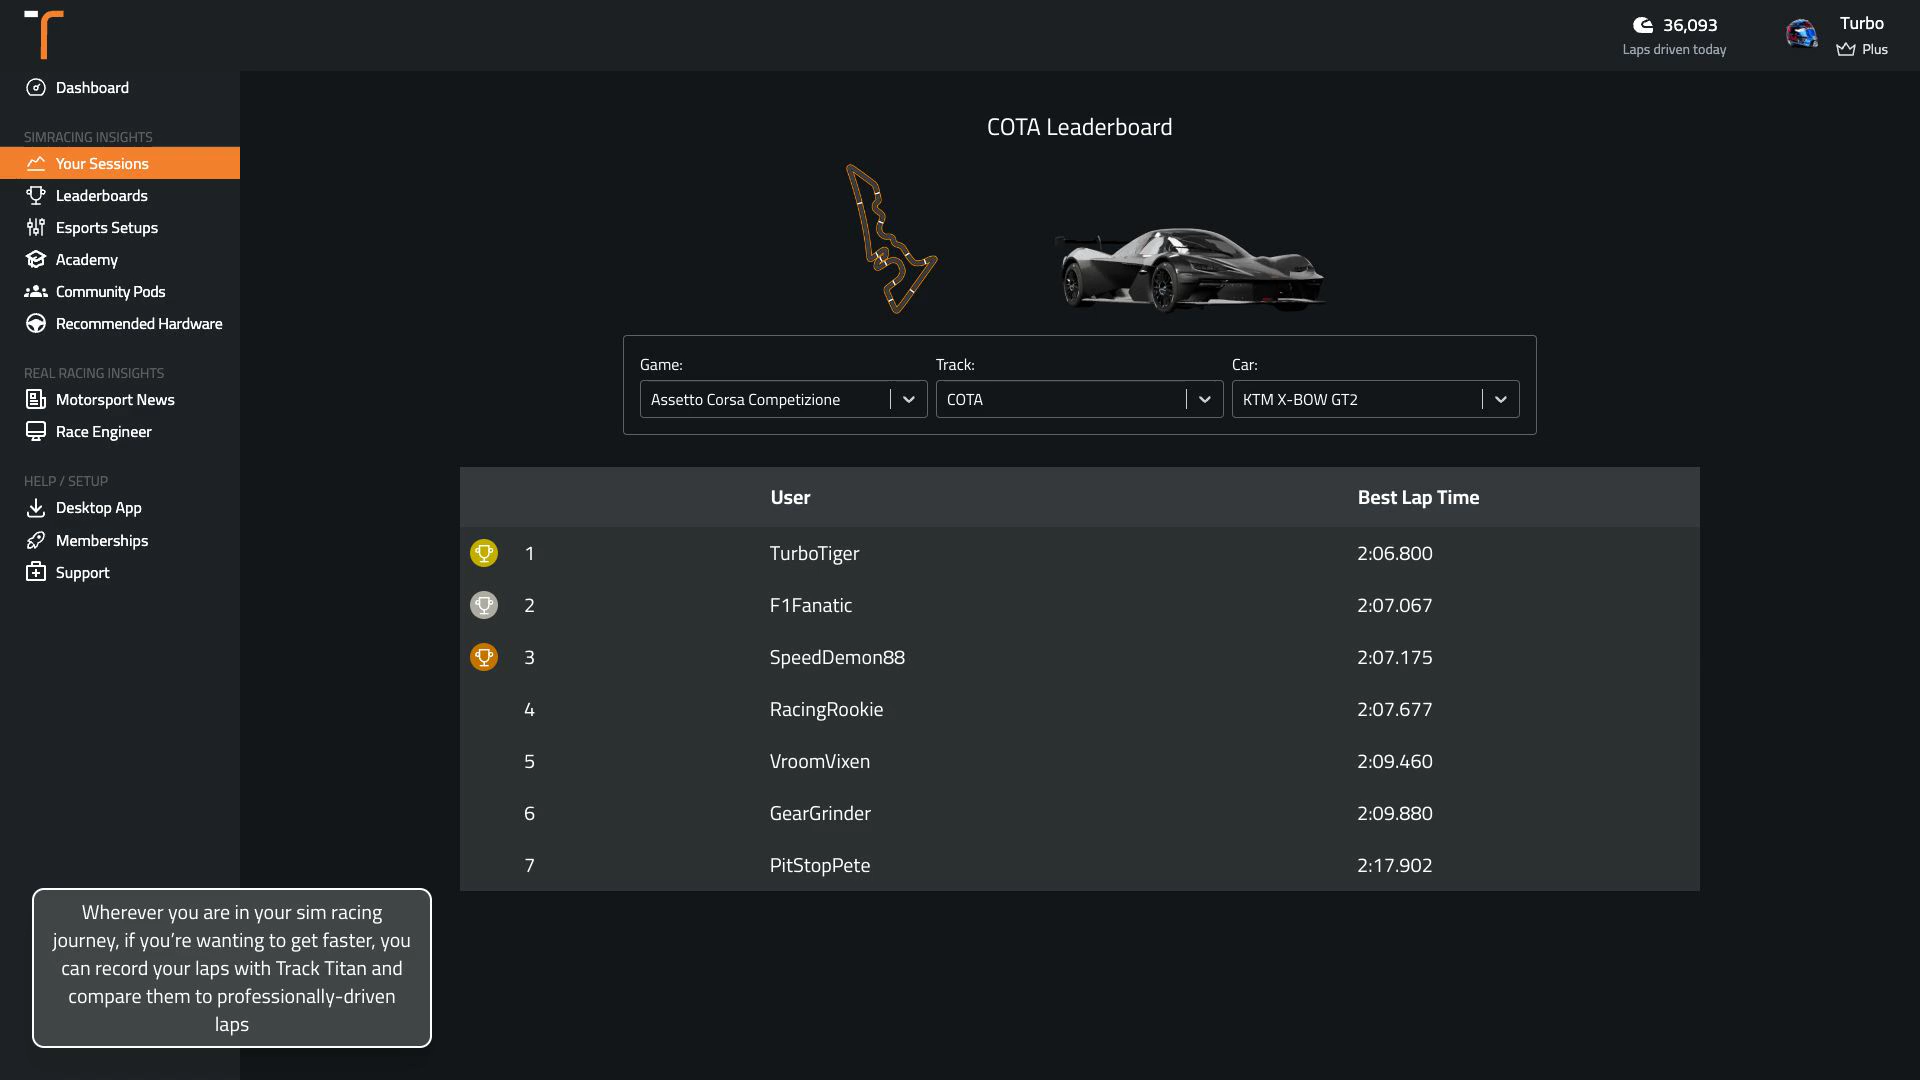 36,093
Laps driven today
Turbo
Plus
Dashboard
SIMRACING INSIGHTS
Your Sessions
Leaderboards
Esports Setups
Academy
Community Pods
Recommended Hardware
REAL RACING INSIGHTS
Motorsport News
Race Engineer
HELP / SETUP
Desktop App
Memberships
Support
COTA Leaderboard
Game: Track: Car:
Assetto Corsa Competizione COTA KTM X-BOW GT2
User Best Lap Time
1 TurboTiger 2:06.800
2 F1Fanatic 2:07.067
3 SpeedDemon88 2:07.175
4 RacingRookie 2:07.677
5 VroomVixen 2:09.460
6 GearGrinder 2:09.880
7 PitStopPete 2:17.902
Wherever you are in your sim racing
journey, if you’re wanting to get faster, you
can record your laps with Track Titan and
compare them to professionally-driven
laps